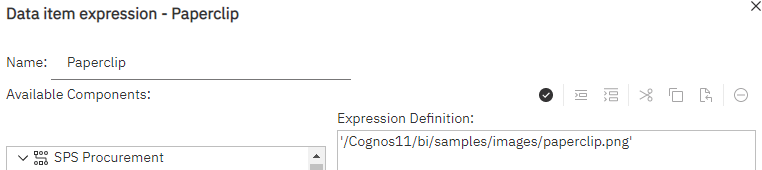 Data item expression - Paperclip
Name: Paperclip
Available Components:
Expression Definition:
'/Cognos11/bi/samples/images/paperclip.png'
SPS Procurement